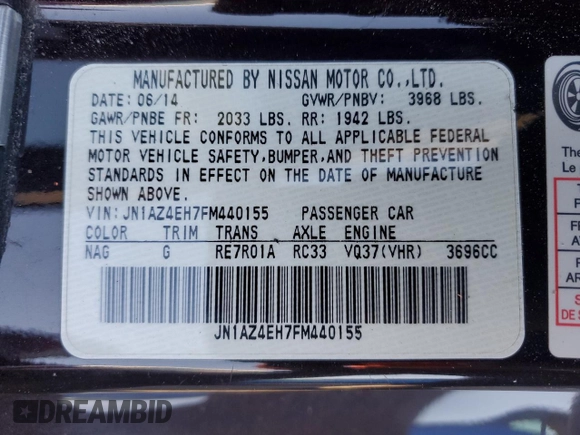 MANUFACTURED BY NISSAN MOTOR CO.,LTD.
DATE: 06/14 GVWR/PNBV: 3968 LBS.
GAWR/PNBE FR: 2033 LBS. RR: 1942 LBS.
THIS VEHICLE CONFORMS TO ALL APPLICABLE FEDERAL
MOTOR VEHICLE SAFETY,BUMPER,AND THEFT PREVENTION
STANDARDS IN EFFECT ON THE DATE OF MANUFACTURE
SHOWN ABOVE.
VIN:JN1AZ4EH7FM440155 PASSENGER CAR
COLOR TRIM TRANS AXLE ENGINE
NAG G RE7R01A RC33 VQ37(VHR) 3696CC
JN1AZ4EH7FM440155
The
Le
DE S
DREAMBID